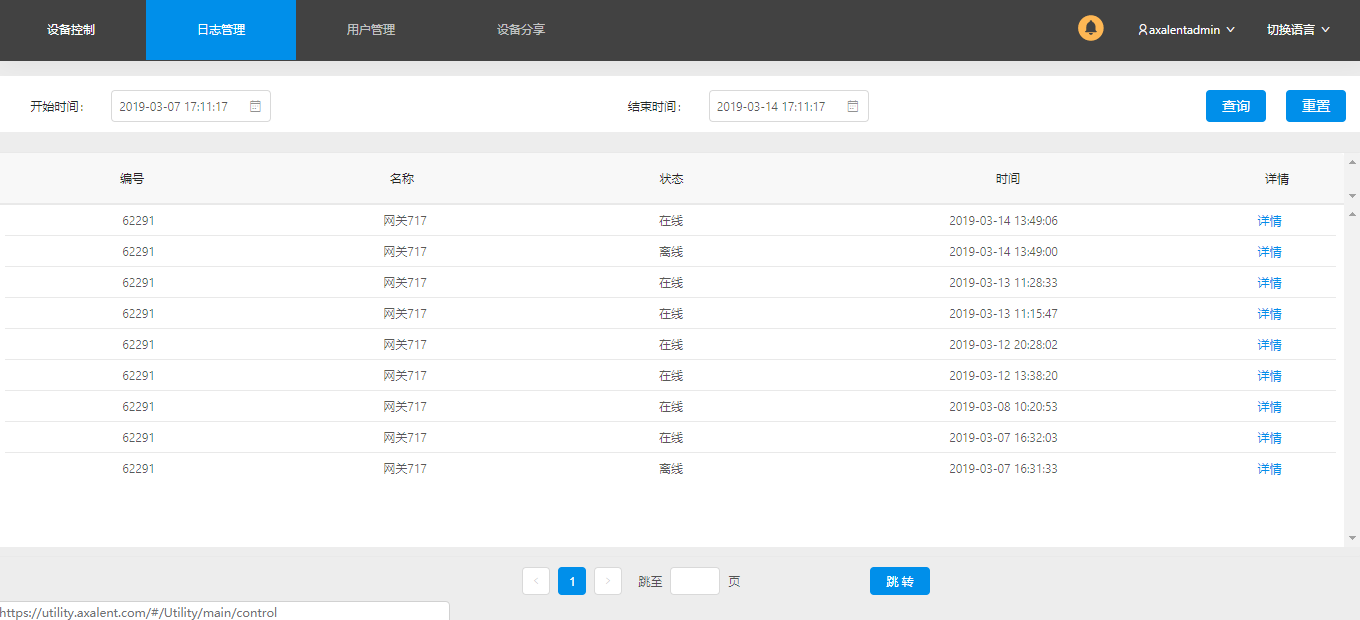 设备控制 日志管理 用户管理 设备分享 axalentadmin 切换语言
开始时间: 2019-03-07 17:11:17 结束时间: 2019-03-14 17:11:17 查询 重置
编号 名称 状态 时间 详情
62291 网关717 在线 2019-03-14 13:49:06 详情
62291 网关717 离线 2019-03-14 13:49:00 详情
62291 网关717 在线 2019-03-13 11:28:33 详情
62291 网关717 在线 2019-03-13 11:15:47 详情
62291 网关717 在线 2019-03-12 20:28:02 详情
62291 网关717 在线 2019-03-12 13:38:20 详情
62291 网关717 在线 2019-03-08 10:20:53 详情
62291 网关717 在线 2019-03-07 16:32:03 详情
62291 网关717 离线 2019-03-07 16:31:33 详情
< 1 > 跳至 页 跳 转
https://utility.axalent.com/#/Utility/main/control